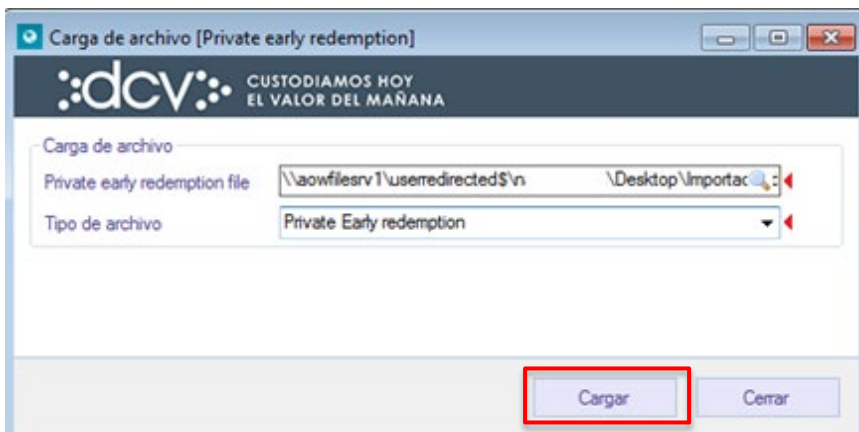 Carga de archivo [Private early redemption]
dcv CUSTODIAMOS HOY
EL VALOR DEL MAÑANA
Carga de archivo
Private early redemption file \\aowfilesrv1\userredirected$\n \Desktop\Importac
Tipo de archivo Private Early redemption
Cargar Cerrar